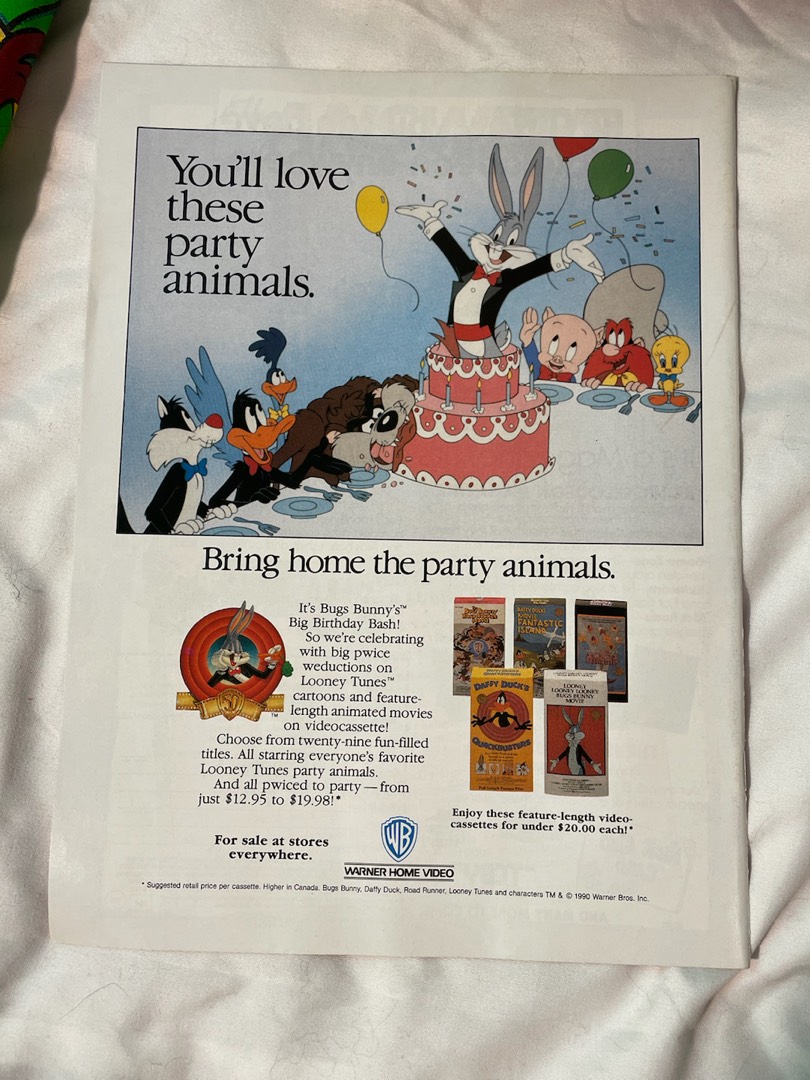 You'll love
these
party
animals.
Bring home the party animals.
It's Bugs Bunny's™
Big Birthday Bash!
So we're celebrating
with big pwice
weductions on
Looney Tunes™
cartoons and feature-
length animated movies
on videocassette!
Choose from twenty-nine fun-filled
titles. All starring everyone's favorite
Looney Tunes party animals.
And all pwiced to party — from
just $12.95 to $19.98!*
50
TM
FANTASTIC
ISLAND
DAFFY DUCK'S
QUACKBUSTERS
LOONEY
LOONEY LOONEY
BUGS BUNNY
MOVIE
Enjoy these feature-length video-
cassettes for under $20.00 each!*
For sale at stores
everywhere.
WB
WARNER HOME VIDEO
* Suggested retail price per cassette. Higher in Canada. Bugs Bunny, Daffy Duck, Road Runner, Looney Tunes and characters TM & © 1990 Warner Bros. Inc.